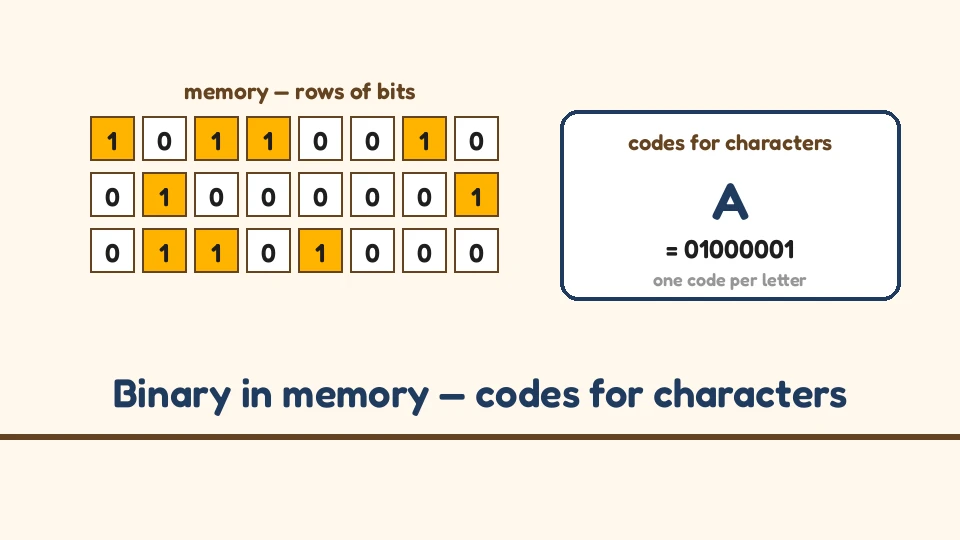 memory – rows of bits
1 0 1 1 0 0 1 0
0 1 0 0 0 0 0 1
0 1 1 0 1 0 0 0
codes for characters
A
= 01000001
one code per letter
Binary in memory – codes for characters